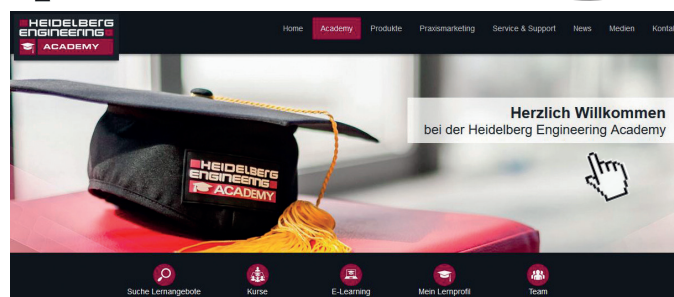 HEIDELBERG
ENGINEERING
ACADEMY
Home Academy Produkte Praxismarketing Service & Support News Medien Kontak
Herzlich Willkommen
bei der Heidelberg Engineering Academy
HEIDELBERG
ENGINEERING
ACADEMY
Suche Lernangebote Kurse E-Learning Mein Lernprofil Team